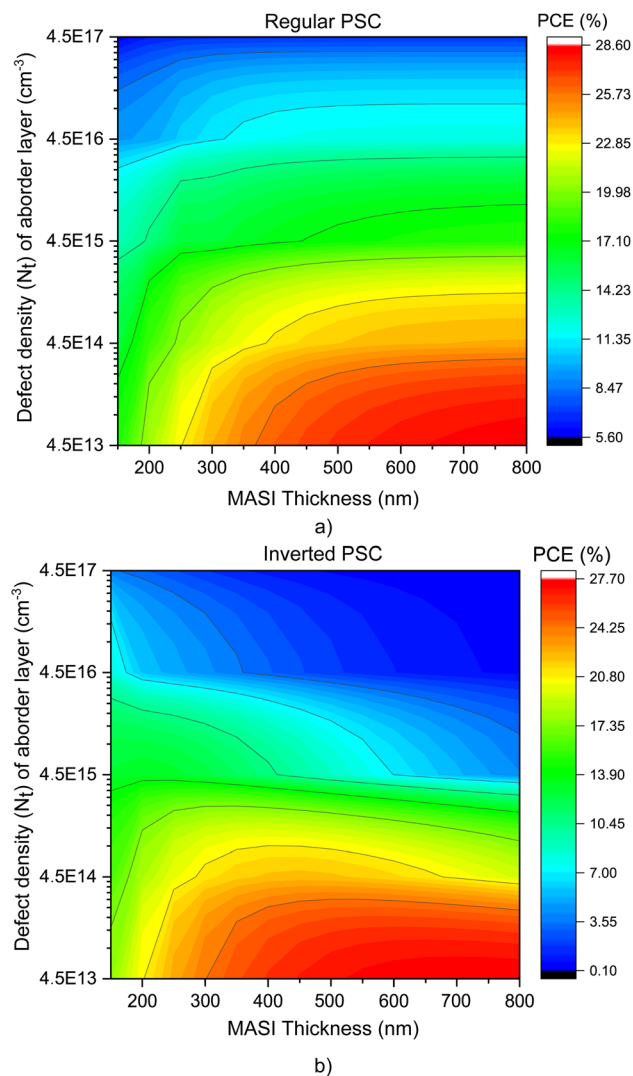 Regular PSC
PCE (%)
4.5E17
4.5E16
4.5E15
4.5E14
4.5E13
Defect density (Nt) of aborder layer (cm-3)
200 300 400 500 600 700 800
MASI Thickness (nm)
28.60
25.73
22.85
19.98
17.10
14.23
11.35
8.47
5.60
a)
Inverted PSC
PCE (%)
4.5E17
4.5E16
4.5E15
4.5E14
4.5E13
Defect density (Nt) of aborder layer (cm-3)
200 300 400 500 600 700 800
MASI Thickness (nm)
27.70
24.25
20.80
17.35
13.90
10.45
7.00
3.55
0.10
b)